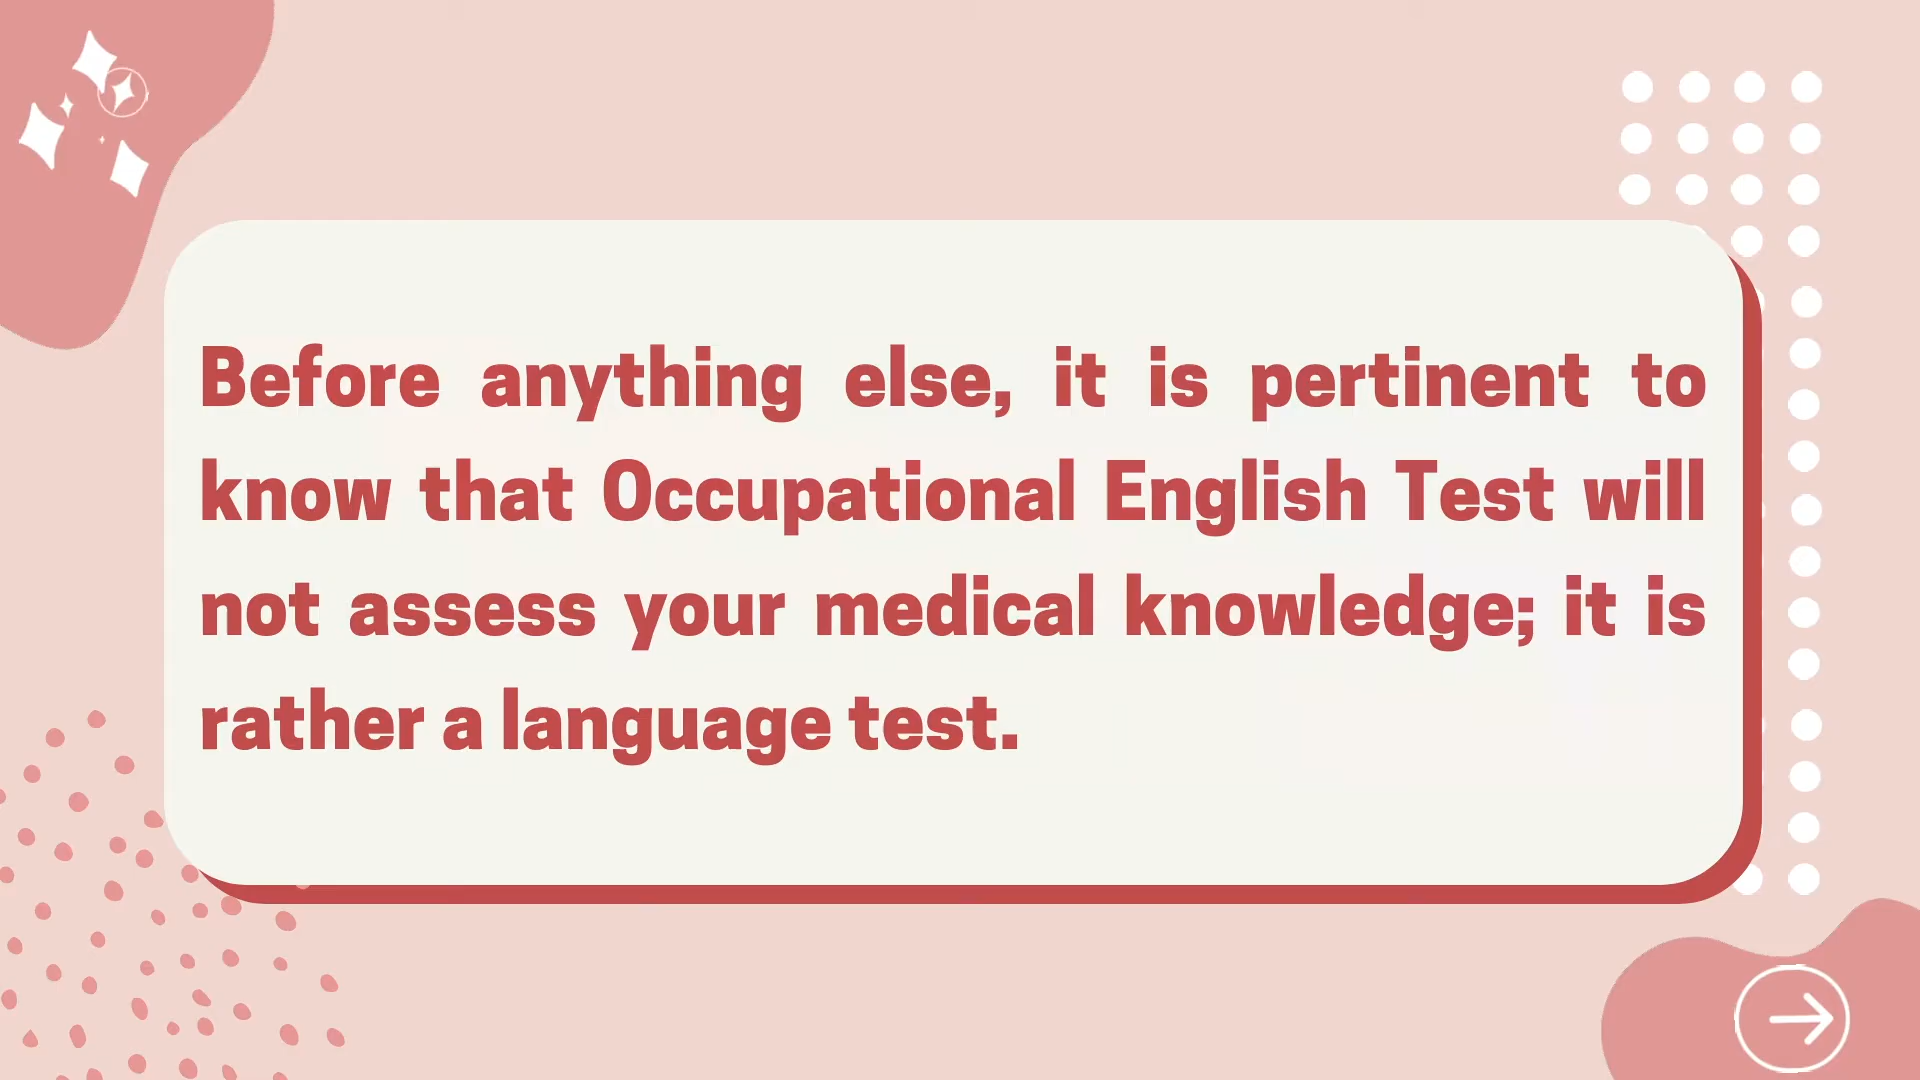 Before anything else, it is pertinent to
know that Occupational English Test will
not assess your medical knowledge; it is
rather a language test.